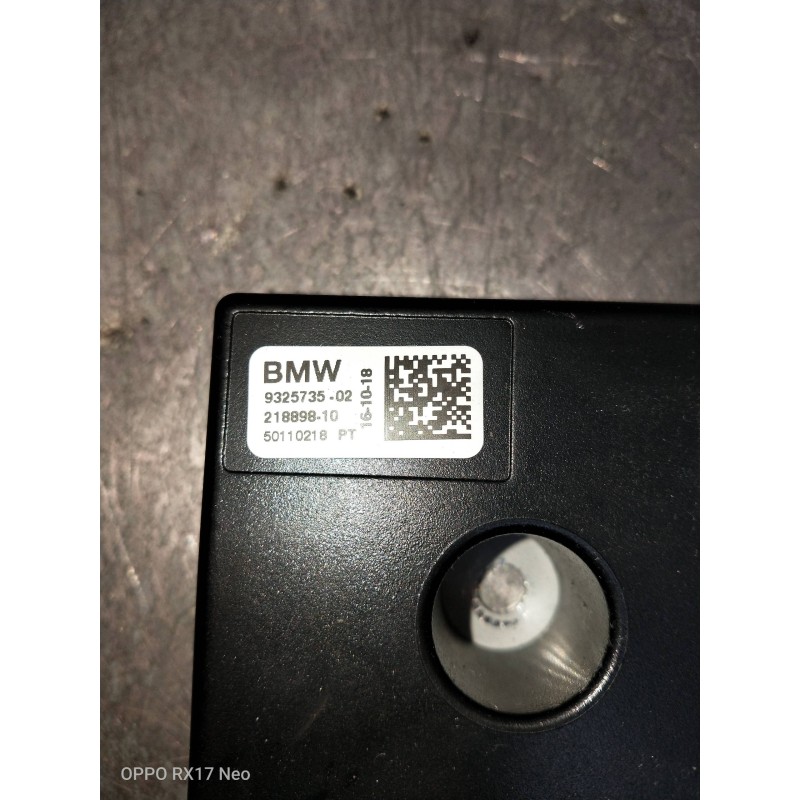 BMW
9325735-02
218898-10
50110218 PT
16-10-18
OPPO RX17 Neo